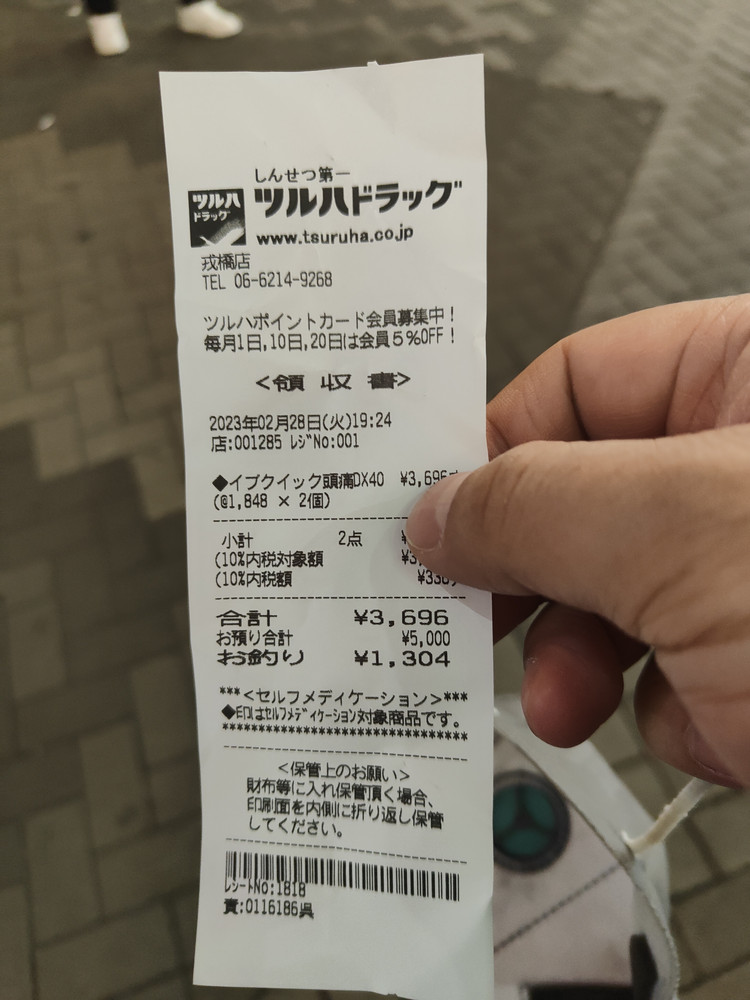 しんせつ第一
ツルハ
ドラッグ
ツルハドラッグ
www.tsuruha.co.jp
戎橋店
TEL 06-6214-9268
ツルハポイントカード会員募集中!
毎月1日,10日,20日は会員5%OFF!
<領 収 書>
2023年02月28日(火)19:24
店:001285 レジNo:001
◆イブクイック頭痛DX40 ¥3,696
(@1,848 × 2個)
小計 2点
(10%内税対象額
(10%内税額
合計 ¥3,696
お預り合計 ¥5,000
お釣り ¥1,304
***<セルフメディケーション>***
◆印はセルフメディケーション対象商品です。
******************************
<保管上のお願い>
財布等に入れ保管頂く場合、
印刷面を内側に折り返し保管
してください。
レシートNo:1818
責:0116186呉